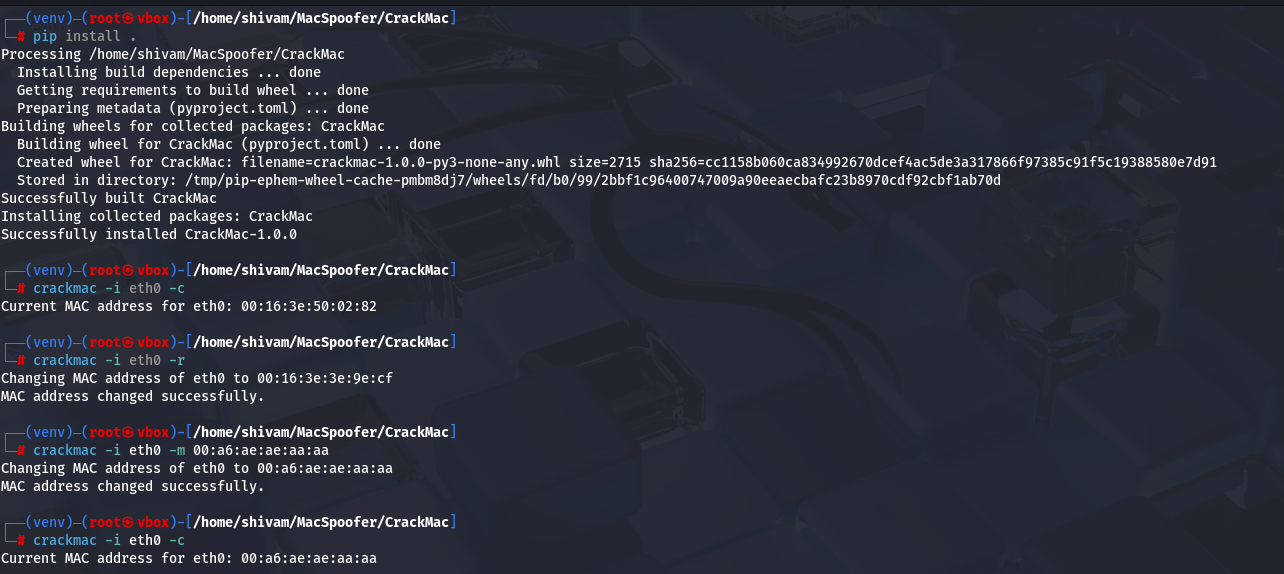 ┌──(venv)─(root㉿vbox)-[/home/shivam/MacSpoofer/CrackMac]
└─# pip install .
Processing /home/shivam/MacSpoofer/CrackMac
  Installing build dependencies ... done
  Getting requirements to build wheel ... done
  Preparing metadata (pyproject.toml) ... done
Building wheels for collected packages: CrackMac
  Building wheel for CrackMac (pyproject.toml) ... done
  Created wheel for CrackMac: filename=crackmac-1.0.0-py3-none-any.whl size=2715 sha256=cc1158b060ca834992670dcef4ac5de3a317866f97385c91f5c19388580e7d91
  Stored in directory: /tmp/pip-ephem-wheel-cache-pmbm8dj7/wheels/fd/b0/99/2bbf1c96400747009a90eeaecbafc23b8970cdf92cbf1ab70d
Successfully built CrackMac
Installing collected packages: CrackMac
Successfully installed CrackMac-1.0.0
┌──(venv)─(root㉿vbox)-[/home/shivam/MacSpoofer/CrackMac]
└─# crackmac -i eth0 -c
Current MAC address for eth0: 00:16:3e:50:02:82
┌──(venv)─(root㉿vbox)-[/home/shivam/MacSpoofer/CrackMac]
└─# crackmac -i eth0 -r
Changing MAC address of eth0 to 00:16:3e:3e:9e:cf
MAC address changed successfully.
┌──(venv)─(root㉿vbox)-[/home/shivam/MacSpoofer/CrackMac]
└─# crackmac -i eth0 -m 00:a6:ae:ae:aa:aa
Changing MAC address of eth0 to 00:a6:ae:ae:aa:aa
MAC address changed successfully.
┌──(venv)─(root㉿vbox)-[/home/shivam/MacSpoofer/CrackMac]
└─# crackmac -i eth0 -c
Current MAC address for eth0: 00:a6:ae:ae:aa:aa